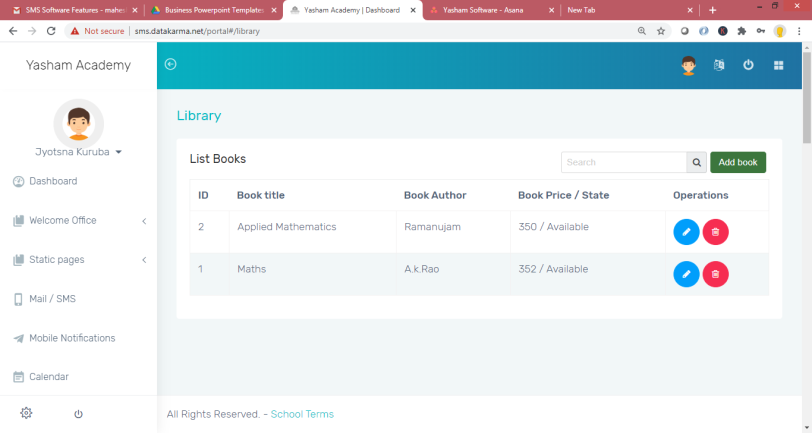 SMS Software Features - mahes
Business Powerpoint Templates
Yasham Academy | Dashboard
Yasham Software - Asana
New Tab
Not secure | sms.datakarma.net/portal#/library
Yasham Academy
Jyotsna Kuruba
Dashboard
Welcome Office
Static pages
Mail / SMS
Mobile Notifications
Calendar
Library
List Books
Search
Add book
ID Book title Book Author Book Price / State Operations
2 Applied Mathematics Ramanujam 350 / Available
1 Maths A.k.Rao 352 / Available
All Rights Reserved. - School Terms